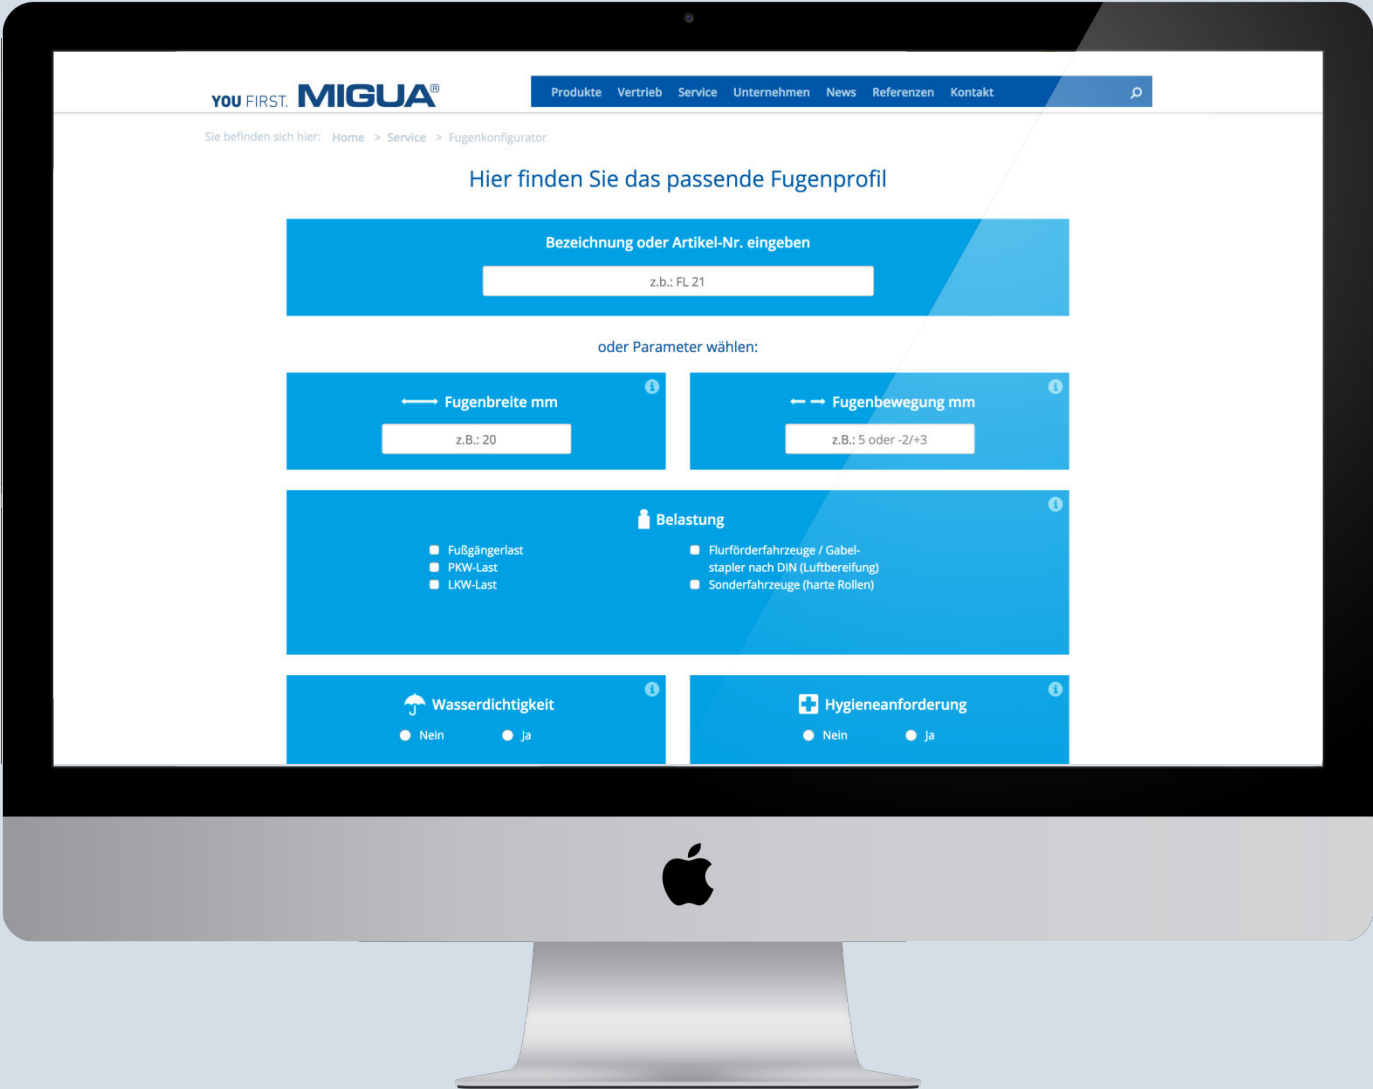 YOU FIRST. MIGUA®
Produkte Vertrieb Service Unternehmen News Referenzen Kontakt
Sie befinden sich hier: Home > Service > Fugenkonfigurator
Hier finden Sie das passende Fugenprofil
Bezeichnung oder Artikel-Nr. eingeben
z.b.: FL 21
oder Parameter wählen:
Fugenbreite mm
z.B.: 20
Fugenbewegung mm
z.B.: 5 oder -2/+3
Belastung
Fußgängerlast
PKW-Last
LKW-Last
Flurförderfahrzeuge / Gabel-
stapler nach DIN (Luftbereifung)
Sonderfahrzeuge (harte Rollen)
Wasserdichtigkeit
Nein Ja
Hygieneanforderung
Nein Ja